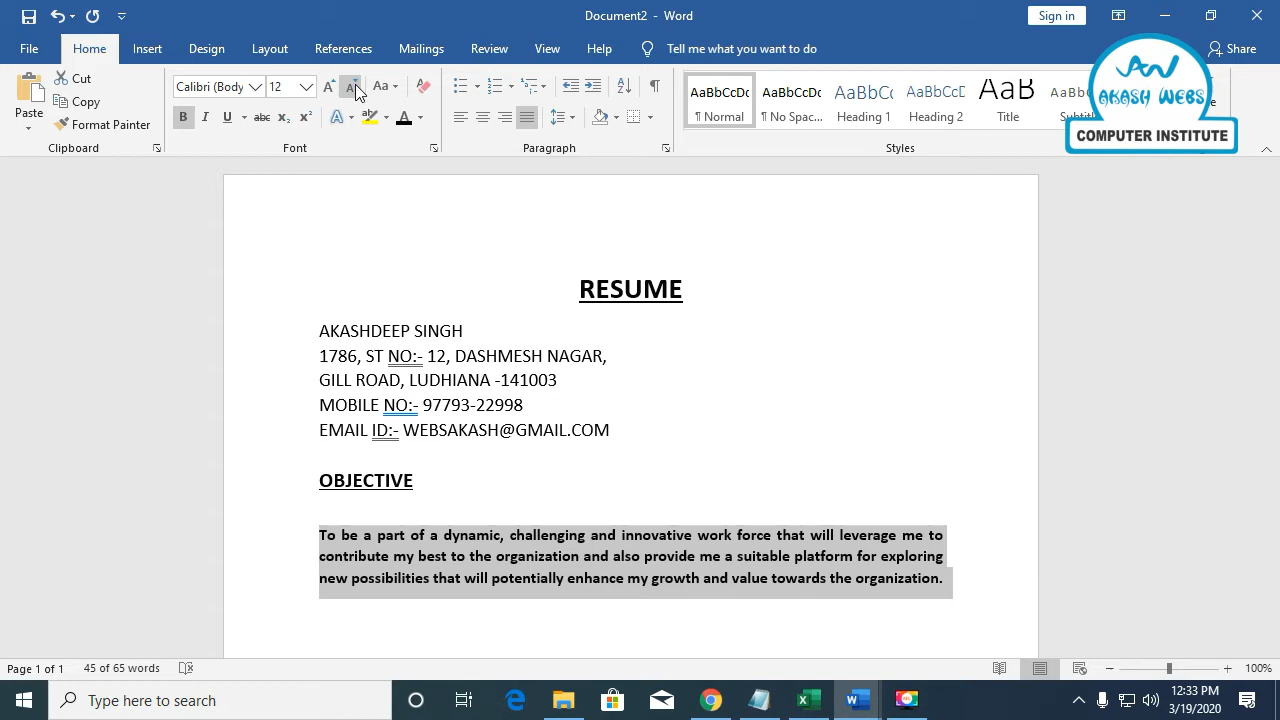 Document2 - Word
Sign in
File Home Insert Design Layout References Mailings Review View Help Tell me what you want to do Share
Paste
Cut
Copy
Format Painter
Clipboard
Calibri (Body 12
Font
Paragraph
AaBbCcDc AaBbCcDc AaBbCc AaBbCcD AaB AaBbCcD
¶ Normal ¶ No Spac... Heading 1 Heading 2 Title
Styles
AW
AKASH WEBS
COMPUTER INSTITUTE
RESUME
AKASHDEEP SINGH
1786, ST NO:- 12, DASHMESH NAGAR,
GILL ROAD, LUDHIANA -141003
MOBILE NO:- 97793-22998
EMAIL ID:- WEBSAKASH@GMAIL.COM
OBJECTIVE
To be a part of a dynamic, challenging and innovative work force that will leverage me to
contribute my best to the organization and also provide me a suitable platform for exploring
new possibilities that will potentially enhance my growth and value towards the organization.
Page 1 of 1 45 of 65 words 100%
Type here to search
12:33 PM
3/19/2020